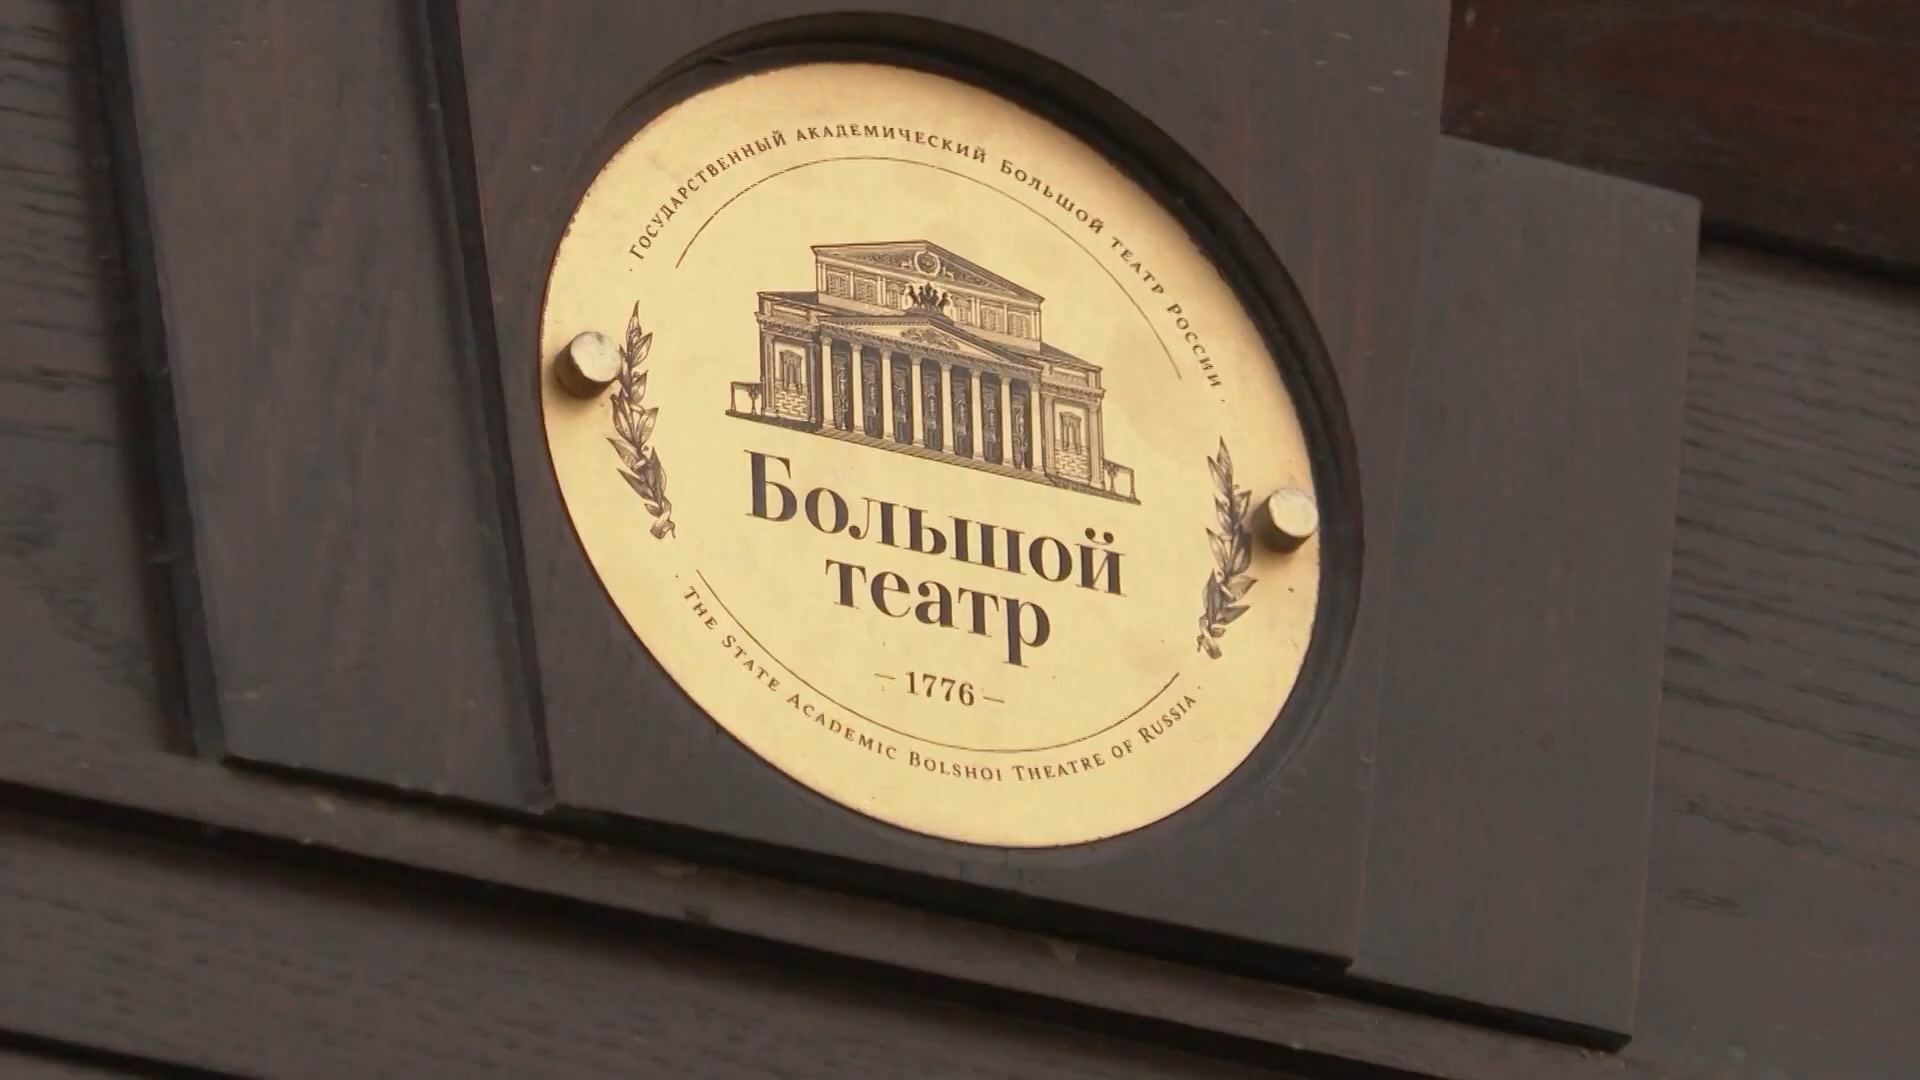 Государственный академический Большой театр России
Большой
театр
1776
The State Academic Bolshoi Theatre of Russia